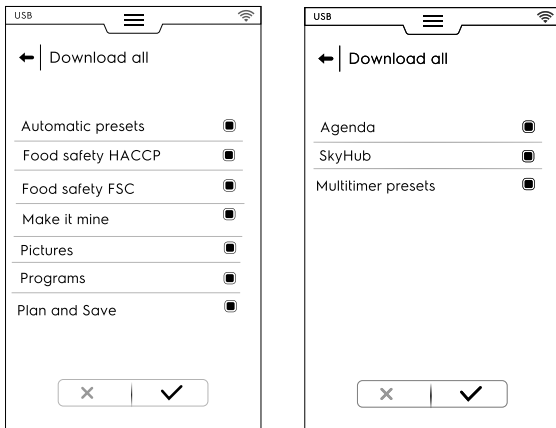 USB
Download all
Automatic presets
Food safety HACCP
Food safety FSC
Make it mine
Pictures
Programs
Plan and Save
USB
Download all
Agenda
SkyHub
Multitimer presets